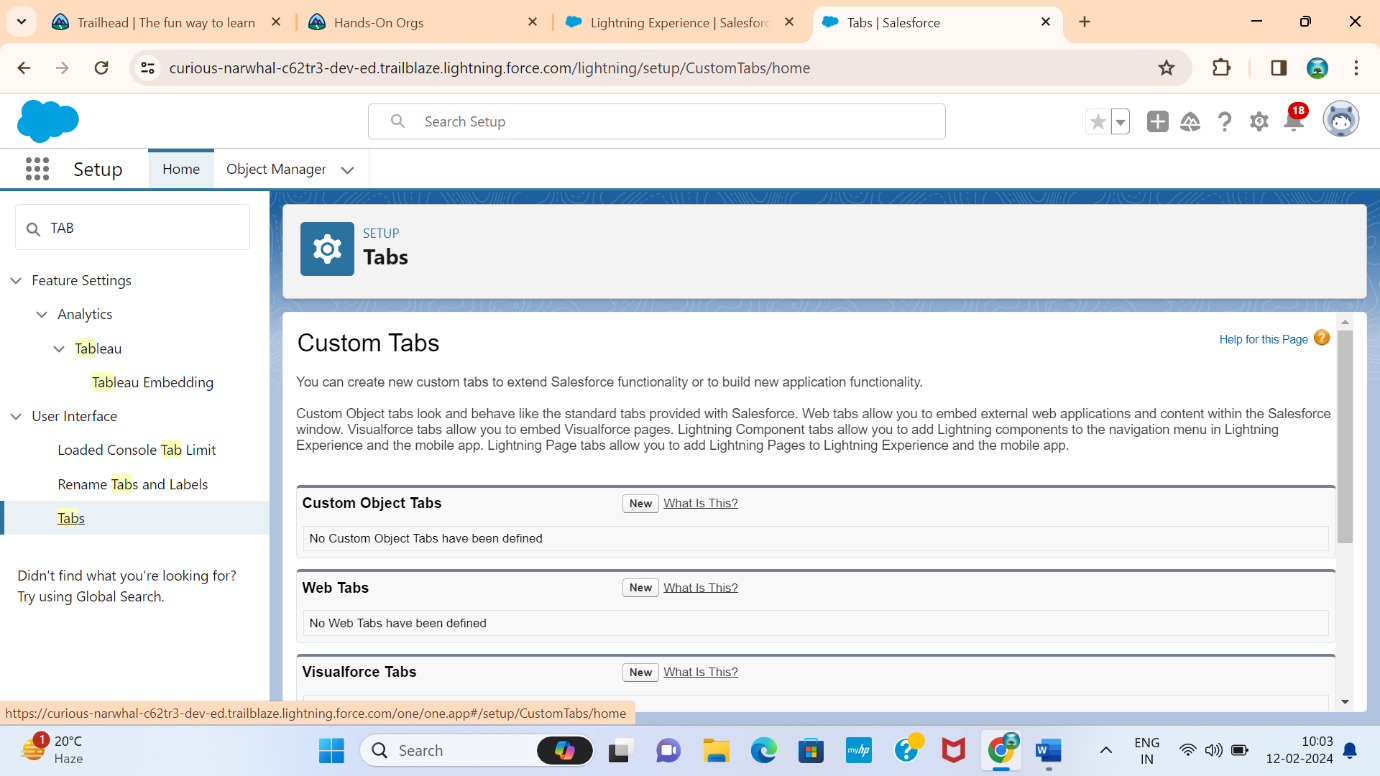 Trailhead | The fun way to learn
Hands-On Orgs
Lightning Experience | Salesforc
Tabs | Salesforce
curious-narwhal-c62tr3-dev-ed.trailblaze.lightning.force.com/lightning/setup/CustomTabs/home
Search Setup
18
Setup
Home
Object Manager
TAB
Feature Settings
Analytics
Tableau
Tableau Embedding
User Interface
Loaded Console Tab Limit
Rename Tabs and Labels
Tabs
Didn't find what you're looking for?
Try using Global Search.
SETUP
Tabs
Custom Tabs
Help for this Page ?
You can create new custom tabs to extend Salesforce functionality or to build new application functionality.
Custom Object tabs look and behave like the standard tabs provided with Salesforce. Web tabs allow you to embed external web applications and content within the Salesforce
window. Visualforce tabs allow you to embed Visualforce pages. Lightning Component tabs allow you to add Lightning components to the navigation menu in Lightning
Experience and the mobile app. Lightning Page tabs allow you to add Lightning Pages to Lightning Experience and the mobile app.
Custom Object Tabs New What Is This?
No Custom Object Tabs have been defined
Web Tabs New What Is This?
No Web Tabs have been defined
Visualforce Tabs New What Is This?
https://curious-narwhal-c62tr3-dev-ed.trailblaze.lightning.force.com/one/one.app#/setup/CustomTabs/home
1
20°C
Haze
Search
myhp
W
ENG
IN
10:03
12-02-2024